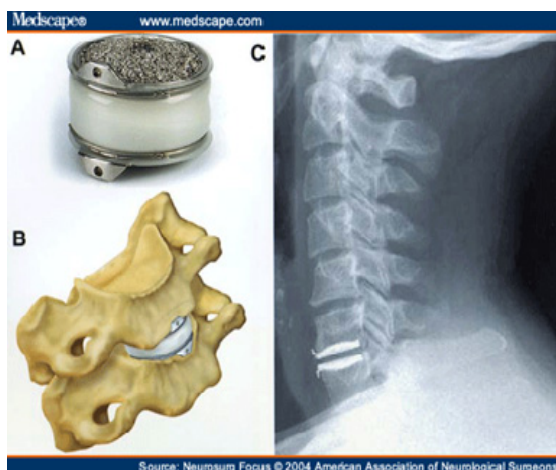 Medscape® www.medscape.com
A
C
B
Source: Neurosurg Focus © 2004 American Association of Neurological Surgeons